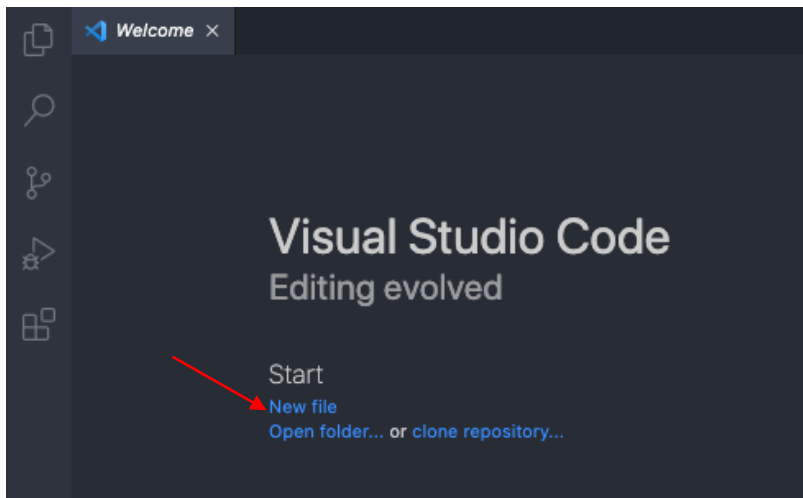 Welcome
Visual Studio Code
Editing evolved
Start
New file
Open folder... or clone repository...